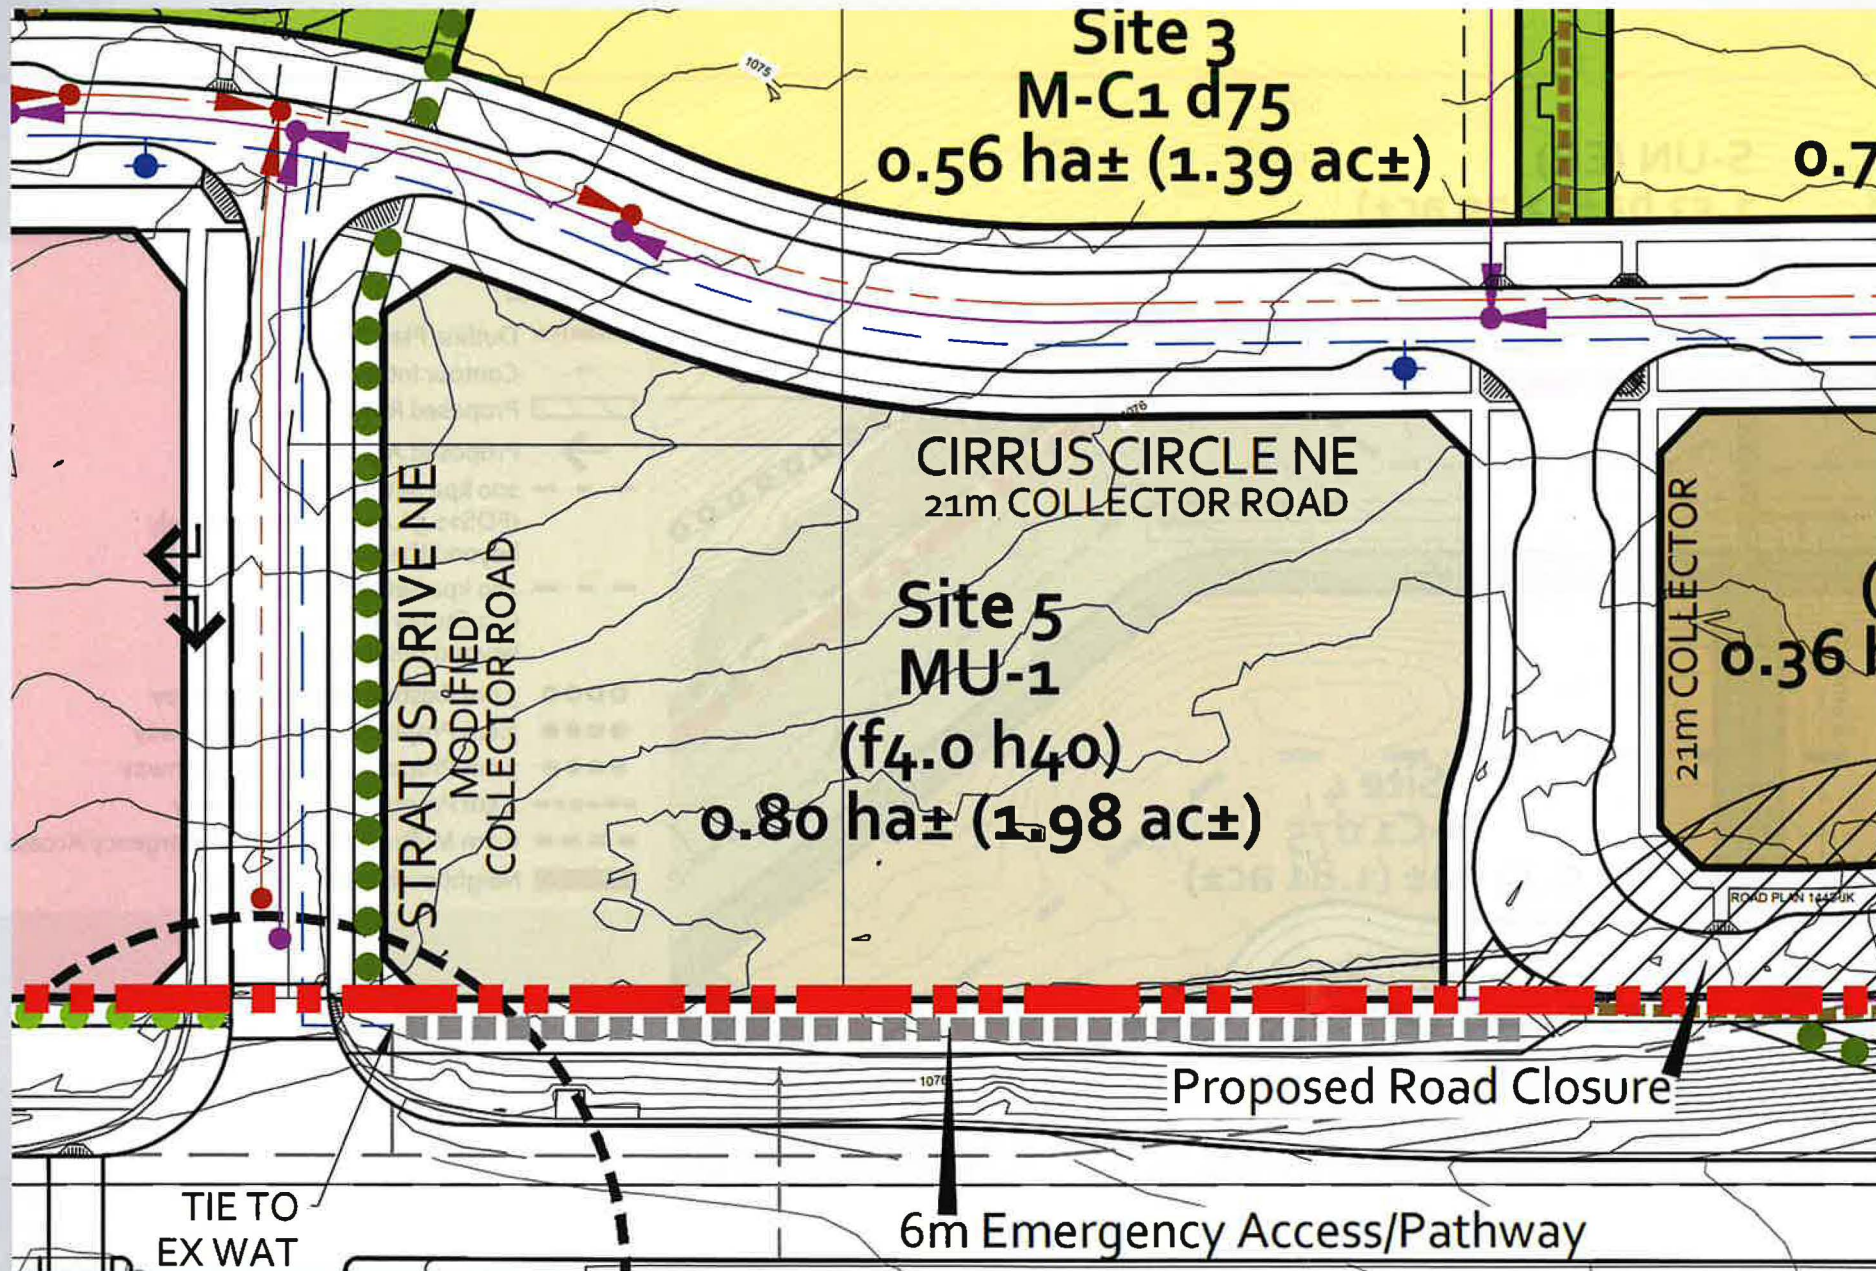 1075
Site 3
M-C1 d75
0.56 ha± (1.39 ac±)
0.7
1076
CIRRUS CIRCLE NE
21m COLLECTOR ROAD
STRATUS DRIVE NE
MODIFIED
COLLECTOR ROAD
Site 5
MU-1
(f4.0 h40)
0.80 ha± (1.98 ac±)
21m COLLECTOR
(
0.36 h
ROAD PLAN 1443JK
1076
Proposed Road Closure
TIE TO
EX WAT
6m Emergency Access/Pathway